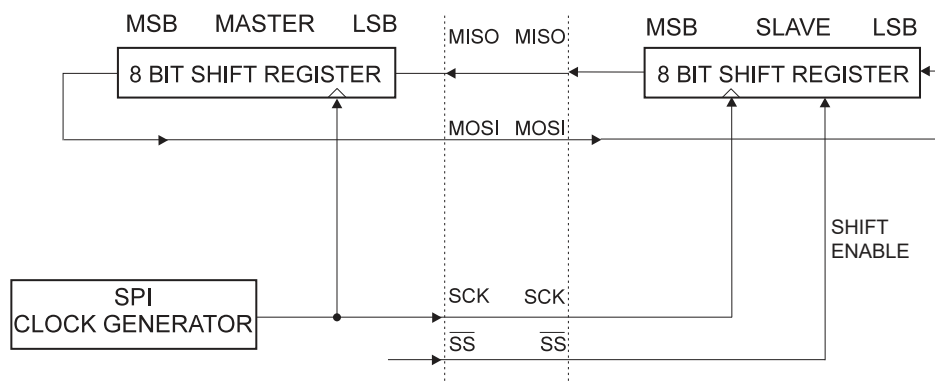 MSB MASTER LSB MISO MISO MSB SLAVE LSB
8 BIT SHIFT REGISTER 8 BIT SHIFT REGISTER
MOSI MOSI
SHIFT
ENABLE
SPI
CLOCK GENERATOR
SCK SCK
SS SS